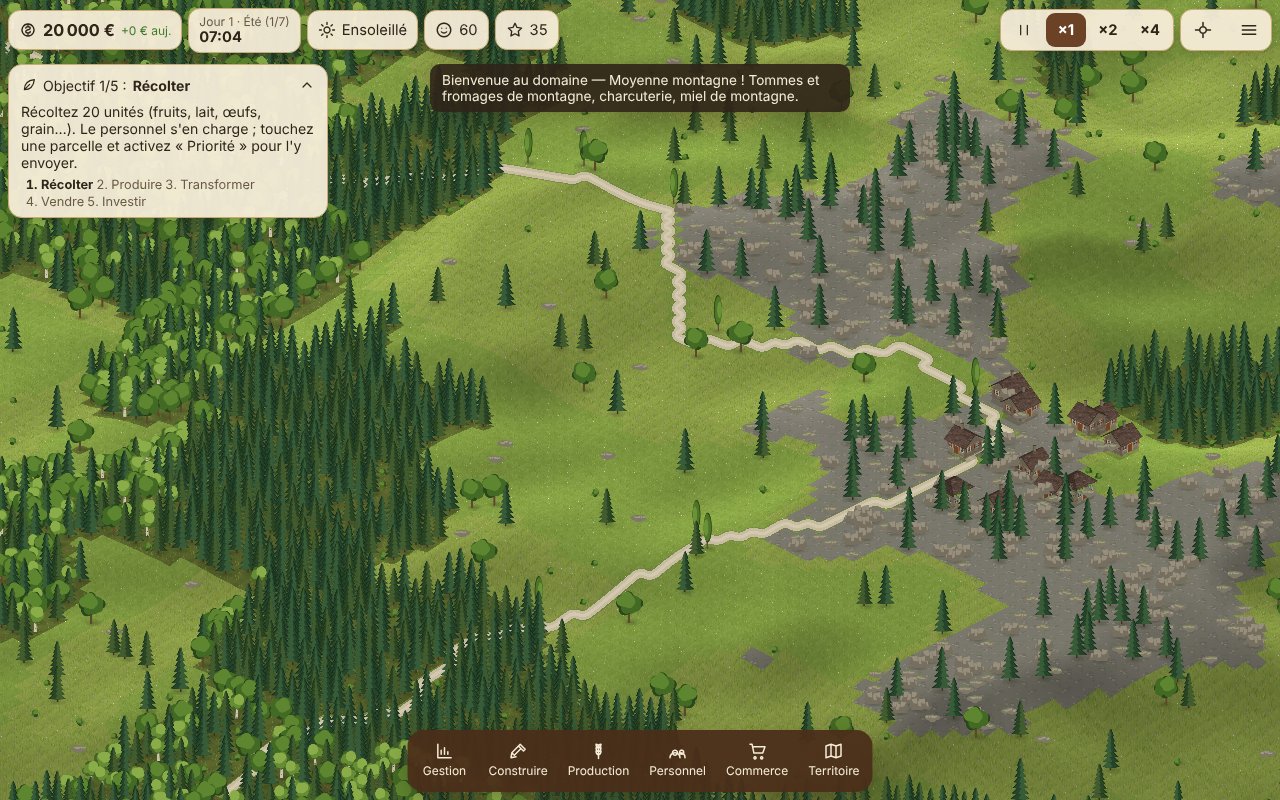 20 000 € +0 € auj.
Jour 1 · Été (1/7)
07:04
Ensoleillé
60
35
×1
×2
×4
Objectif 1/5 : Récolter
Récoltez 20 unités (fruits, lait, œufs,
grain…). Le personnel s'en charge ; touchez
une parcelle et activez « Priorité » pour l'y
envoyer.
1. Récolter 2. Produire 3. Transformer
4. Vendre 5. Investir
Bienvenue au domaine — Moyenne montagne ! Tommes et
fromages de montagne, charcuterie, miel de montagne.
Gestion
Construire
Production
Personnel
Commerce
Territoire